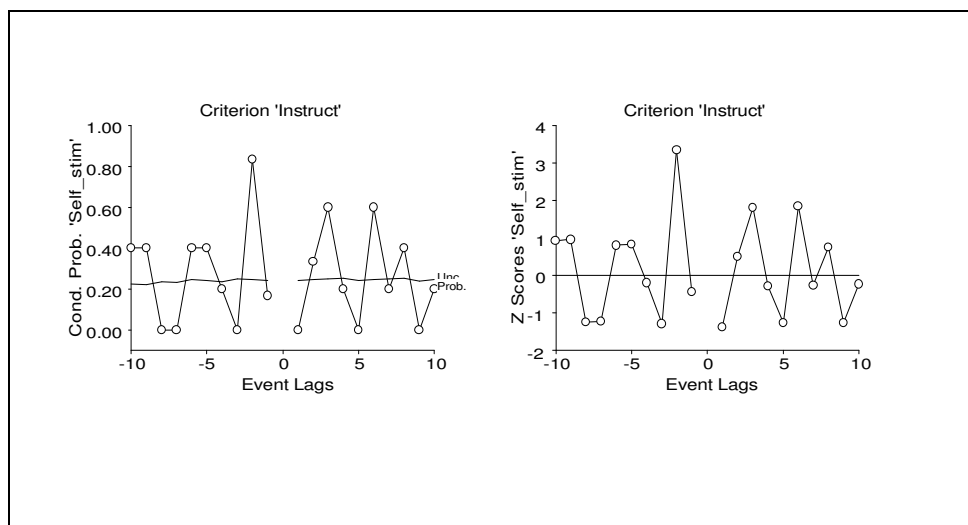 Criterion 'Instruct'
Cond. Prob. 'Self_stim'
1.00
0.80
0.60
0.40
0.20
0.00
-10
-5
0
5
10
Event Lags
Unc.
Prob.
Criterion 'Instruct'
Z Scores 'Self_stim'
4
3
2
1
0
-1
-2
-10
-5
0
5
10
Event Lags